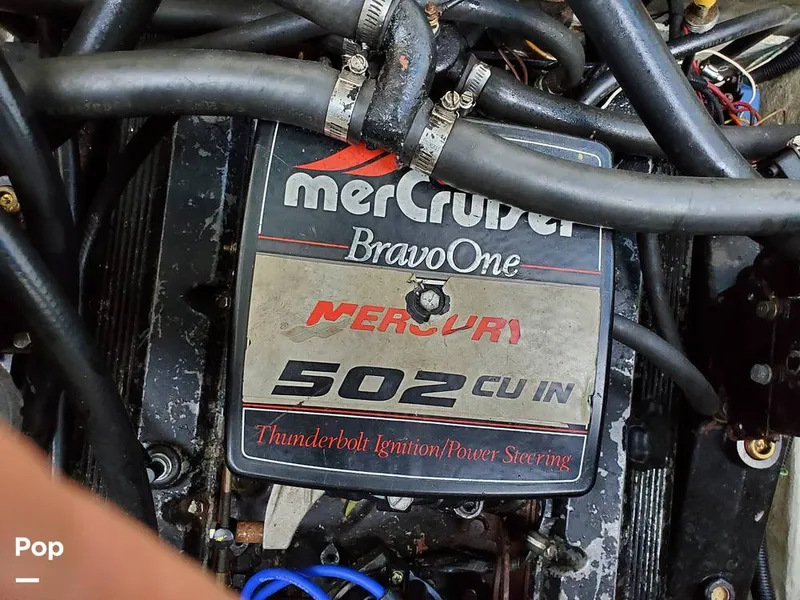 merCruiser
BravoOne
MERCURY
502 CU IN
Thunderbolt Ignition/Power Steering
Pop